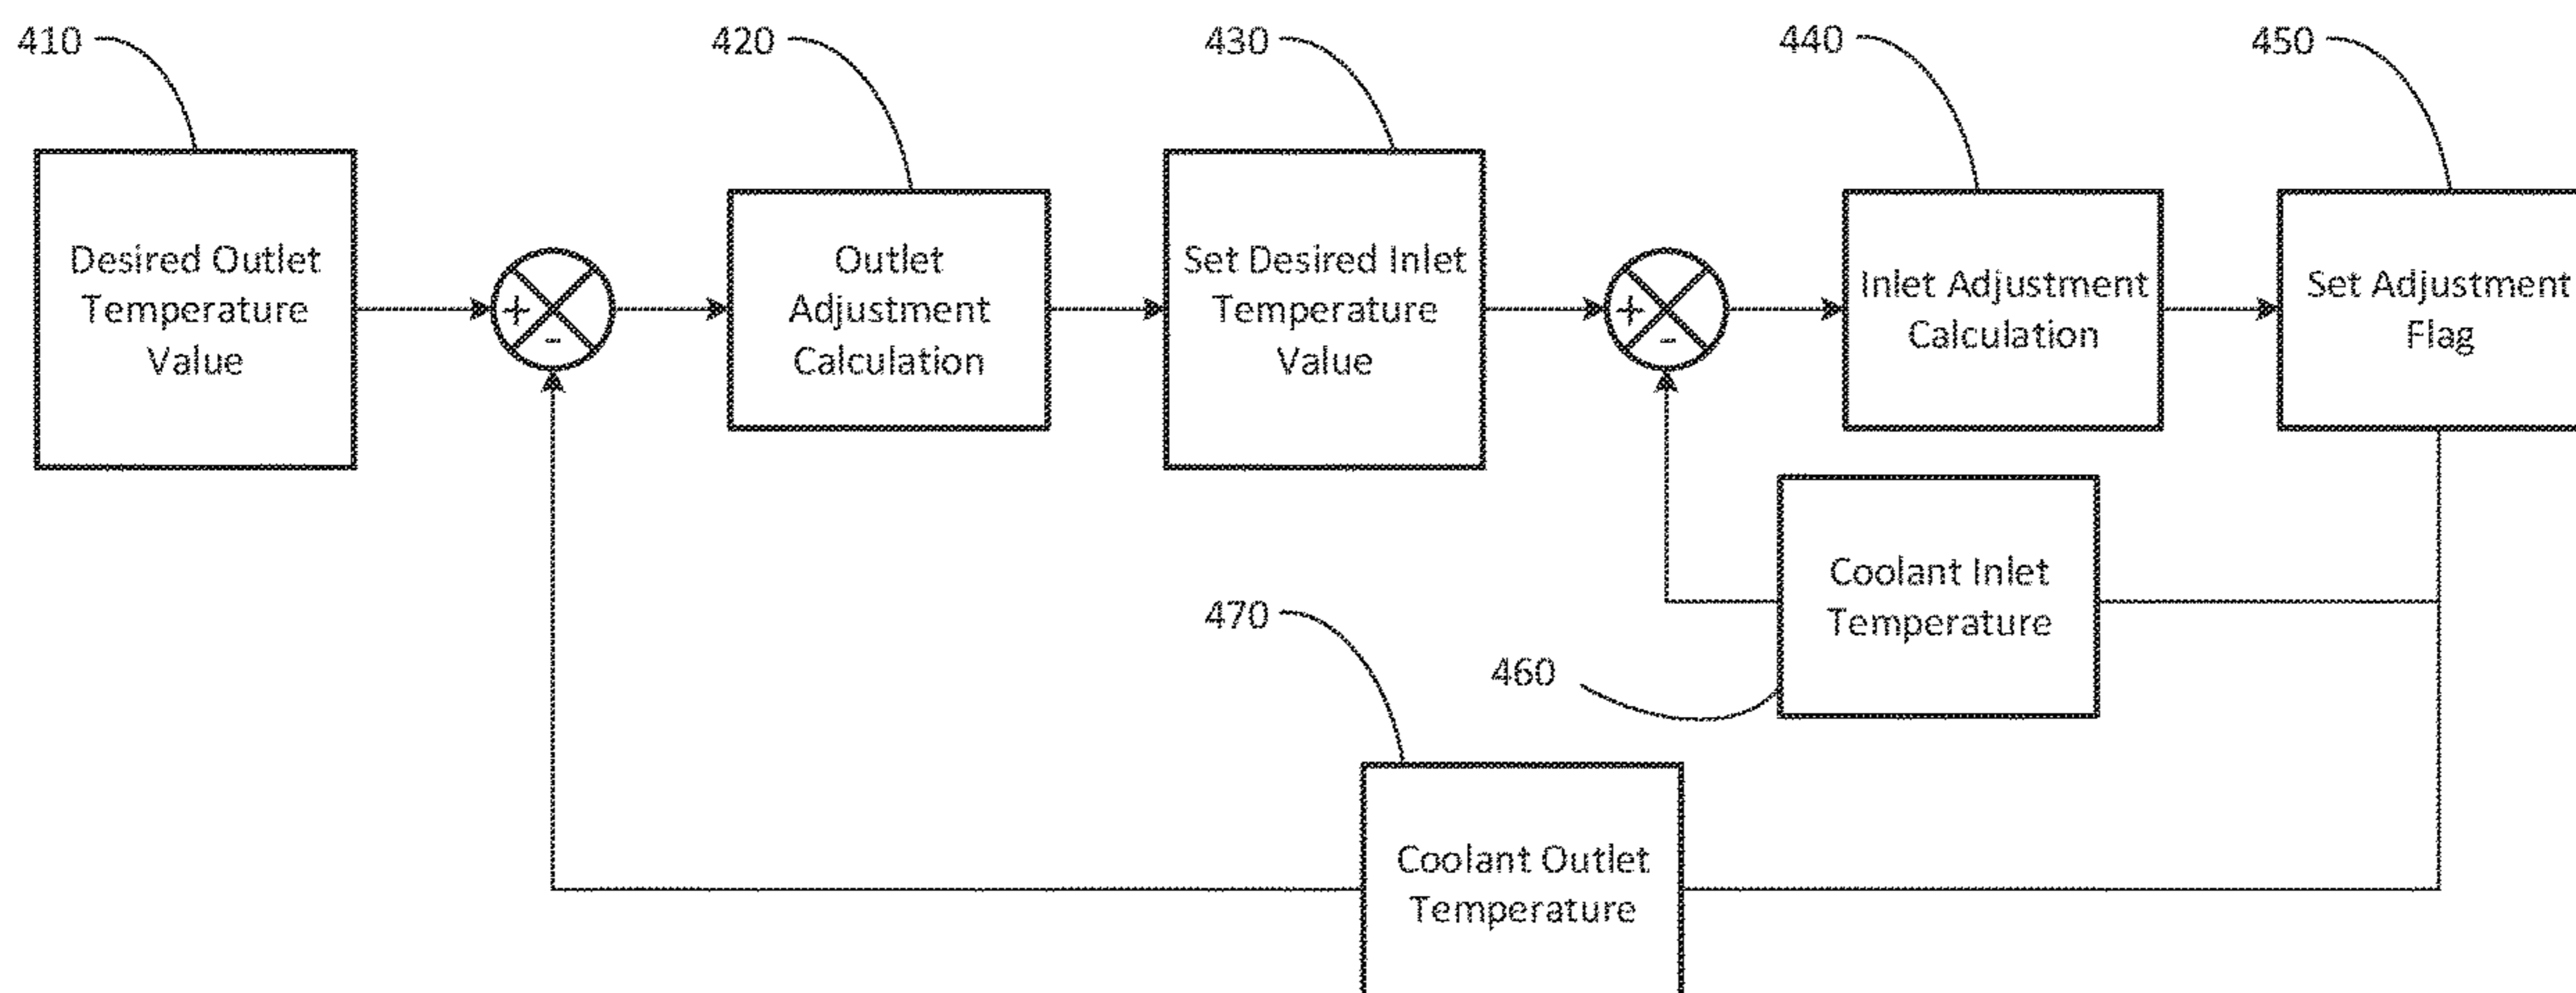 410
420
430
440
450
Desired Outlet
Temperature
Value
+
-
Outlet
Adjustment
Calculation
Set Desired Inlet
Temperature
Value
+
-
Inlet Adjustment
Calculation
Set Adjustment
Flag
Coolant Inlet
Temperature
470
460
Coolant Outlet
Temperature